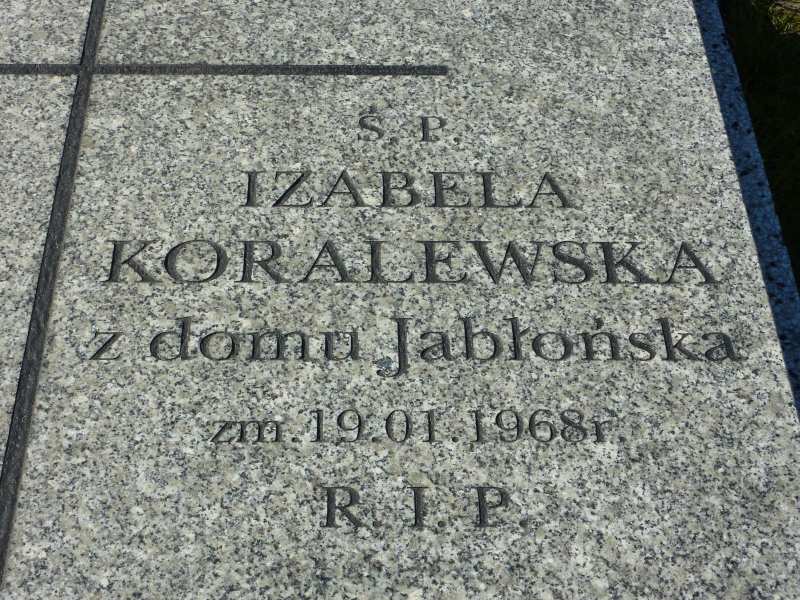 Ś. P.
IZABELA
KORALEWSKA
z domu Jabłońska
zm.19.01.1968r.
R. I. P.